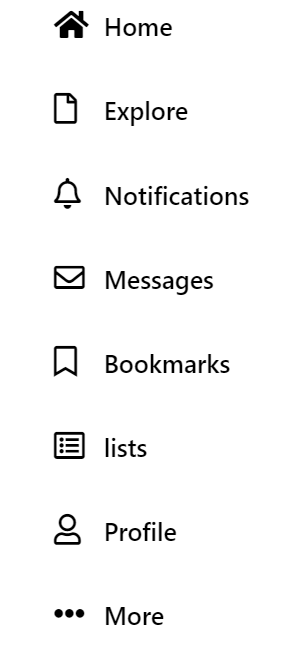 Home
Explore
Notifications
Messages
Bookmarks
lists
Profile
More